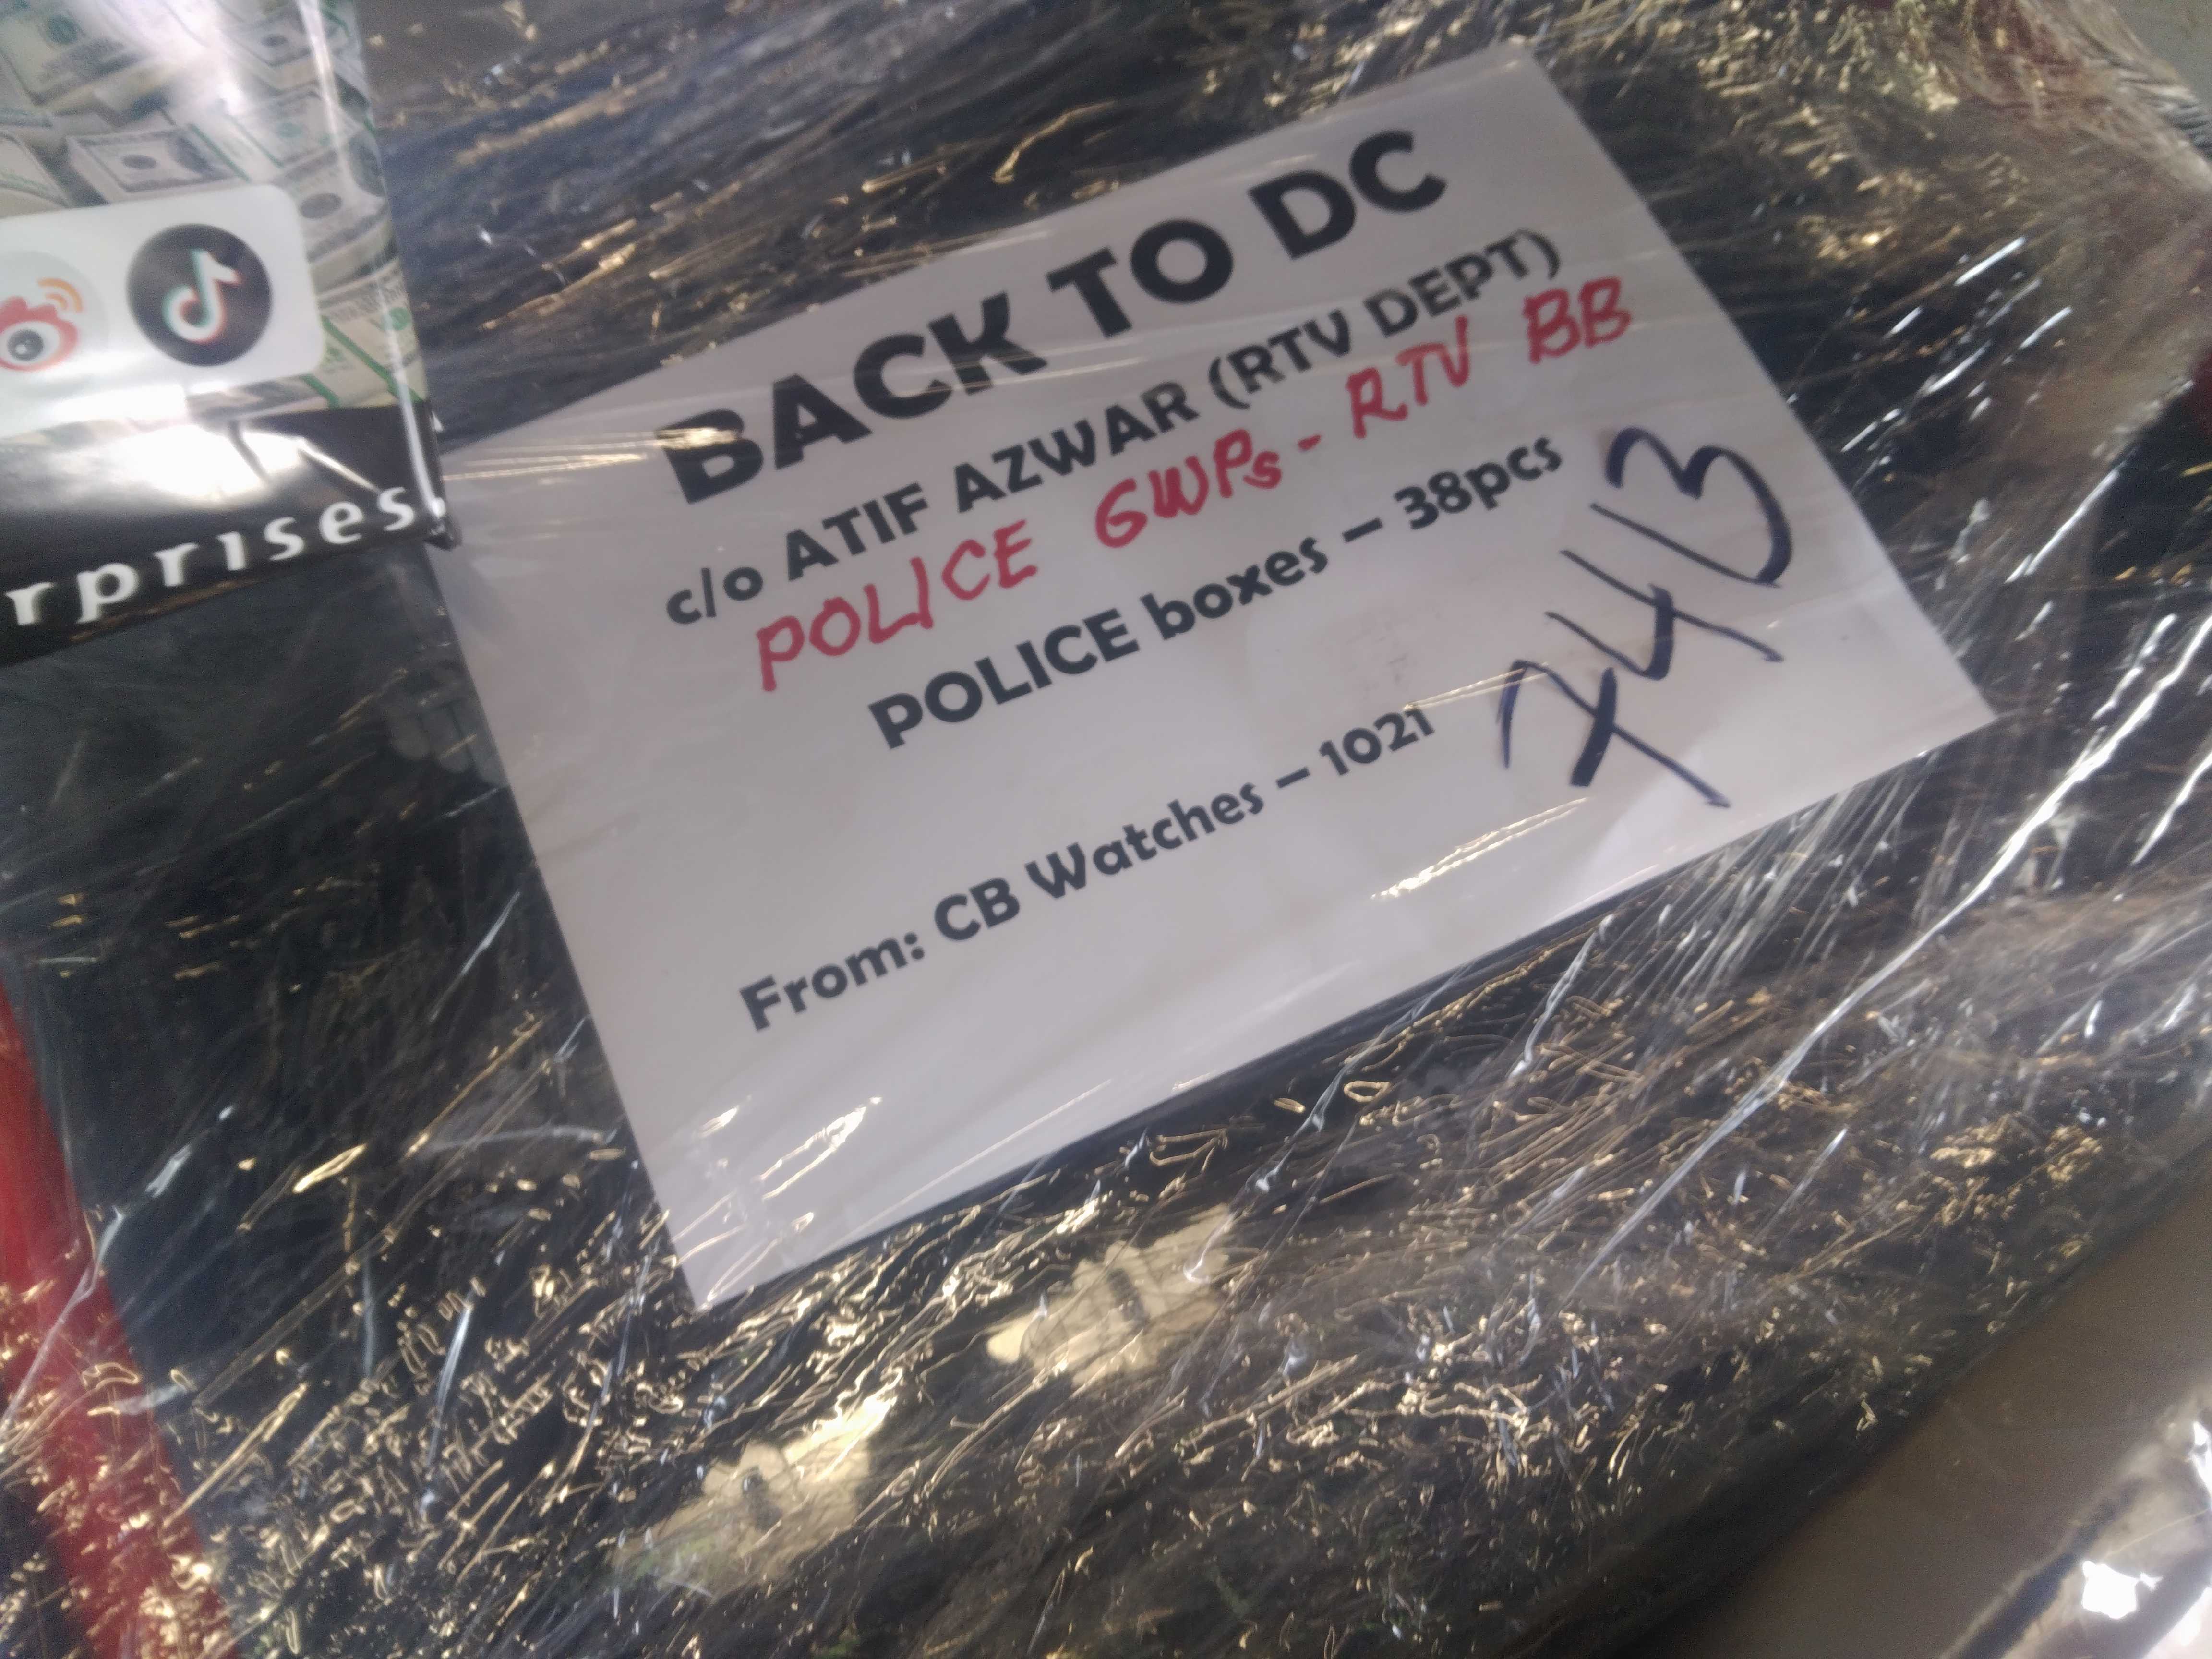 BACK TO DC
c/o ATIF AZWAR (RTV DEPT)
POLICE GWPs - RTV BB
POLICE boxes – 38pcs
7413
From: CB Watches – 1021
rprises.